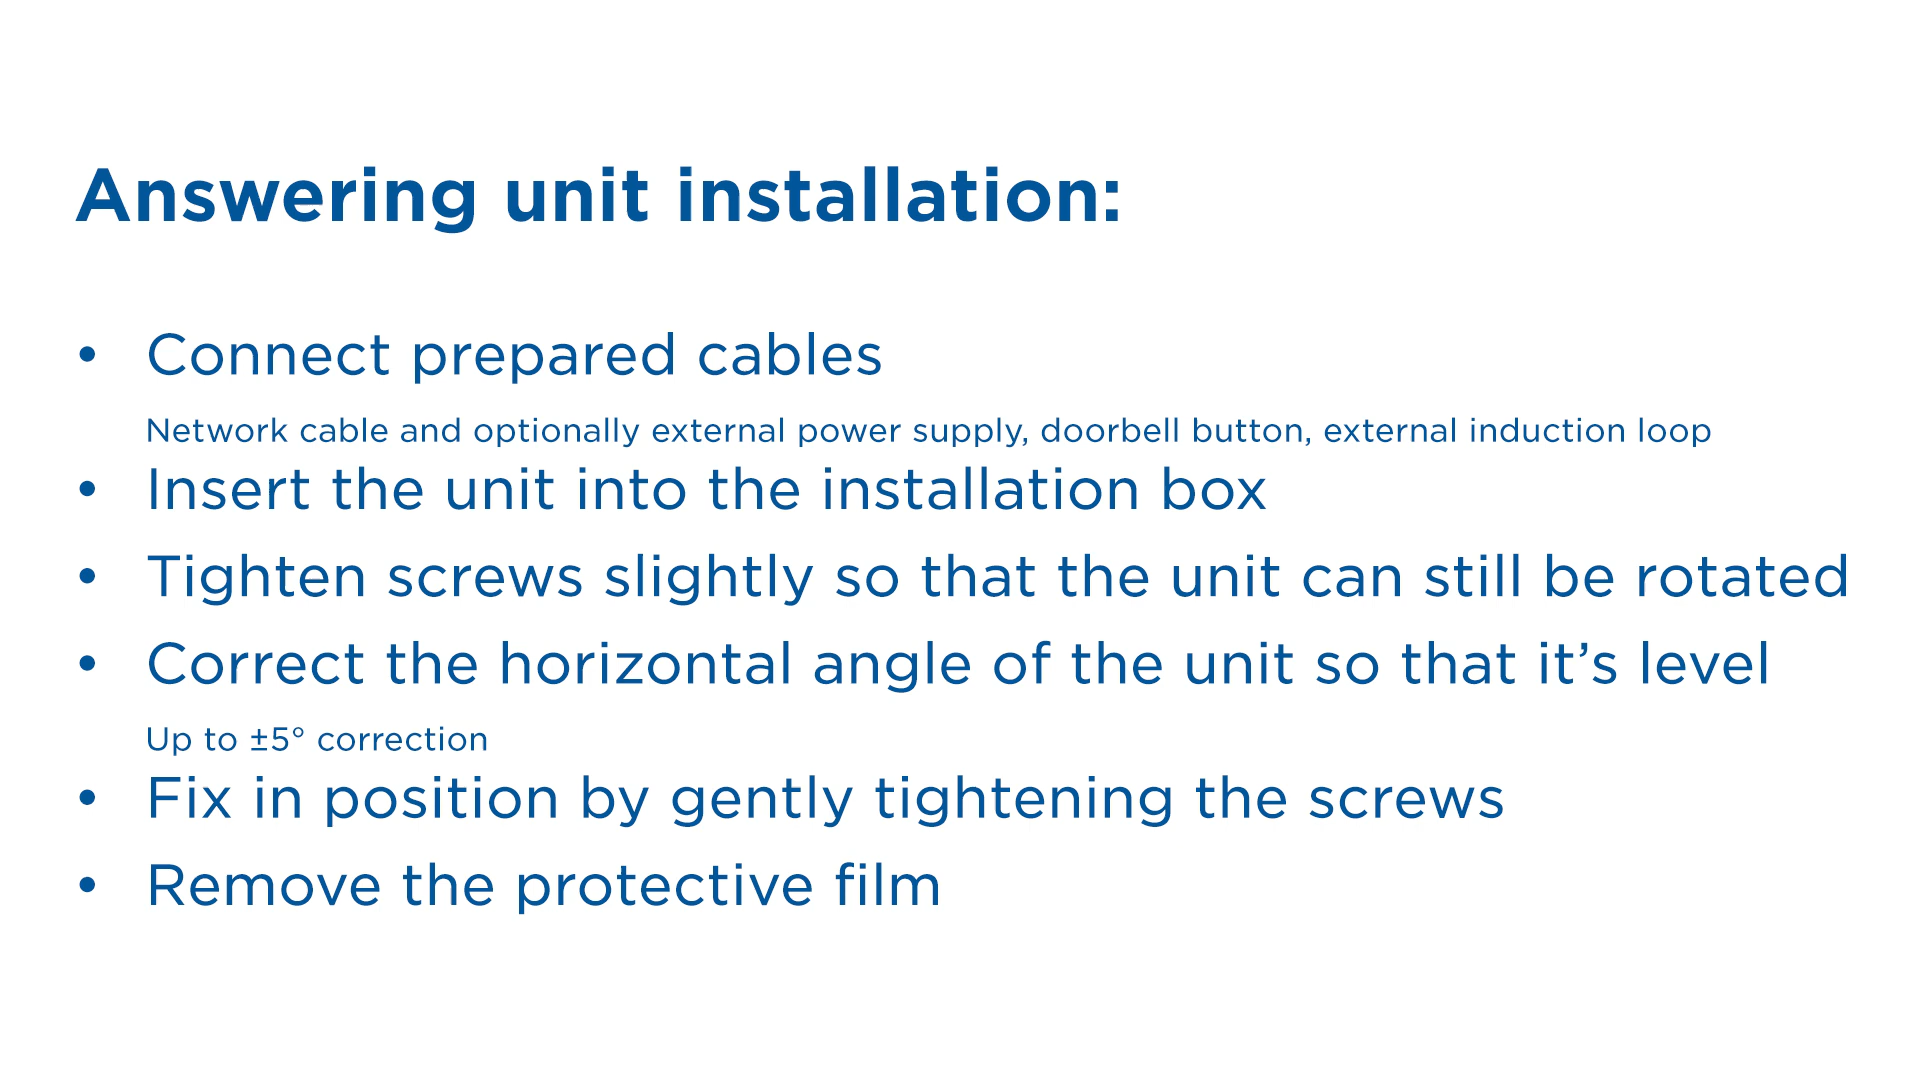 Answering unit installation:
• Connect prepared cables
Network cable and optionally external power supply, doorbell button, external induction loop
• Insert the unit into the installation box
• Tighten screws slightly so that the unit can still be rotated
• Correct the horizontal angle of the unit so that it’s level
Up to ±5° correction
• Fix in position by gently tightening the screws
• Remove the protective film